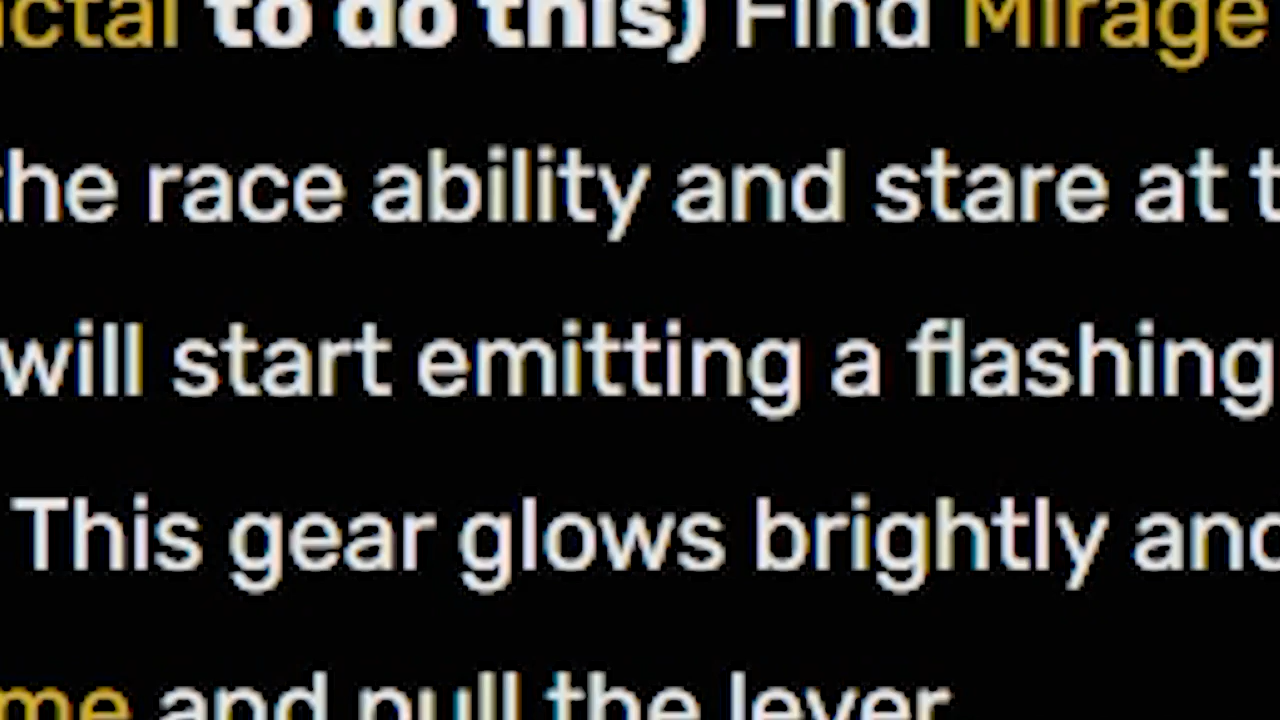 to do this) Find Mirage
the race ability and stare at
will start emitting a flashing
This gear glows brightly and
and pull the lever